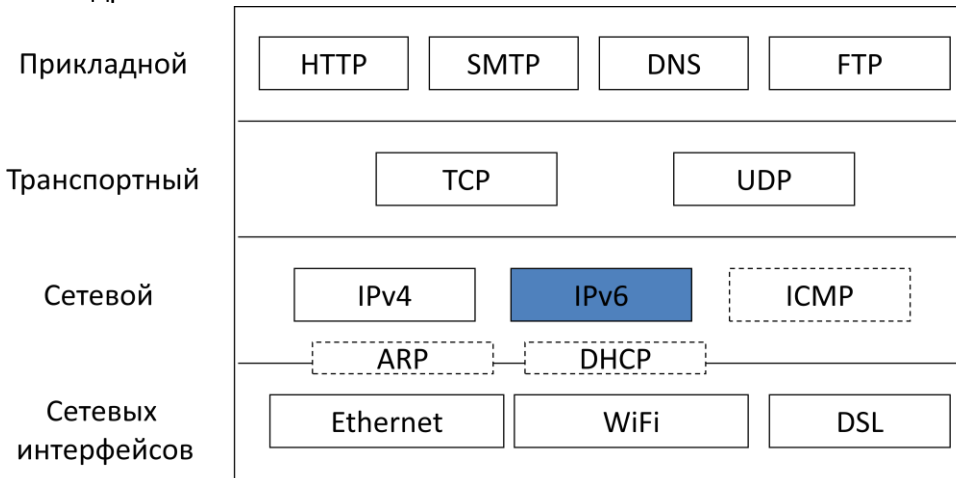 Прикладной
HTTP SMTP DNS FTP
Транспортный
TCP UDP
Сетевой
IPv4 IPv6 ICMP
ARP DHCP
Сетевых
интерфейсов
Ethernet WiFi DSL